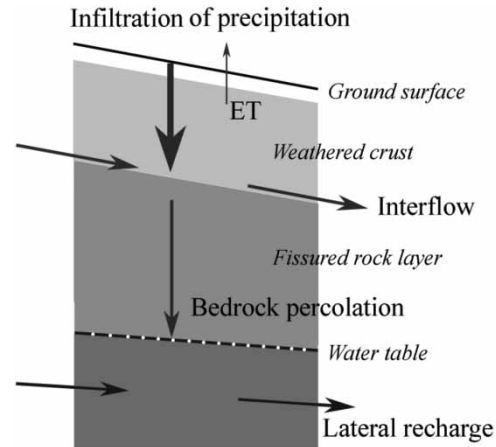 Infiltration of precipitation
Ground surface
ET
Weathered crust
Interflow
Fissured rock layer
Bedrock percolation
Water table
Lateral recharge